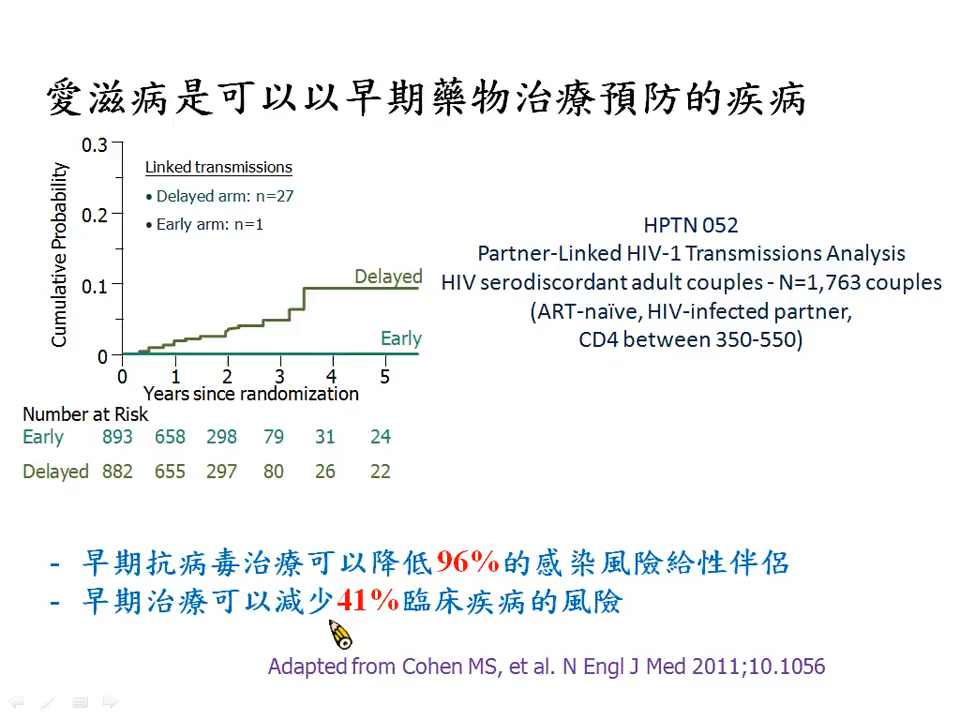 愛滋病是可以以早期藥物治療預防的疾病
0.3
0.2
0.1
0
Cumulative Probability
Linked transmissions
• Delayed arm: n=27
• Early arm: n=1
Delayed
Early
0 1 2 3 4 5
Years since randomization
HPTN 052
Partner-Linked HIV-1 Transmissions Analysis
HIV serodiscordant adult couples - N=1,763 couples
(ART-naïve, HIV-infected partner,
CD4 between 350-550)
Number at Risk
Early 893 658 298 79 31 24
Delayed 882 655 297 80 26 22
- 早期抗病毒治療可以降低96%的感染風險給性伴侶
- 早期治療可以減少41%臨床疾病的風險
Adapted from Cohen MS, et al. N Engl J Med 2011;10.1056